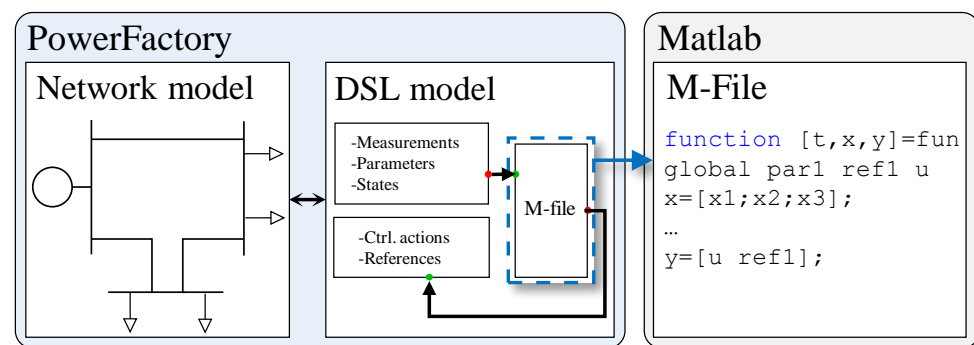 PowerFactory
Network model
DSL model
-Measurements
-Parameters
-States
M-file
-Ctrl. actions
-References
Matlab
M-File
function [t,x,y]=fun
global par1 ref1 u
x=[x1;x2;x3];
…
y=[u ref1];